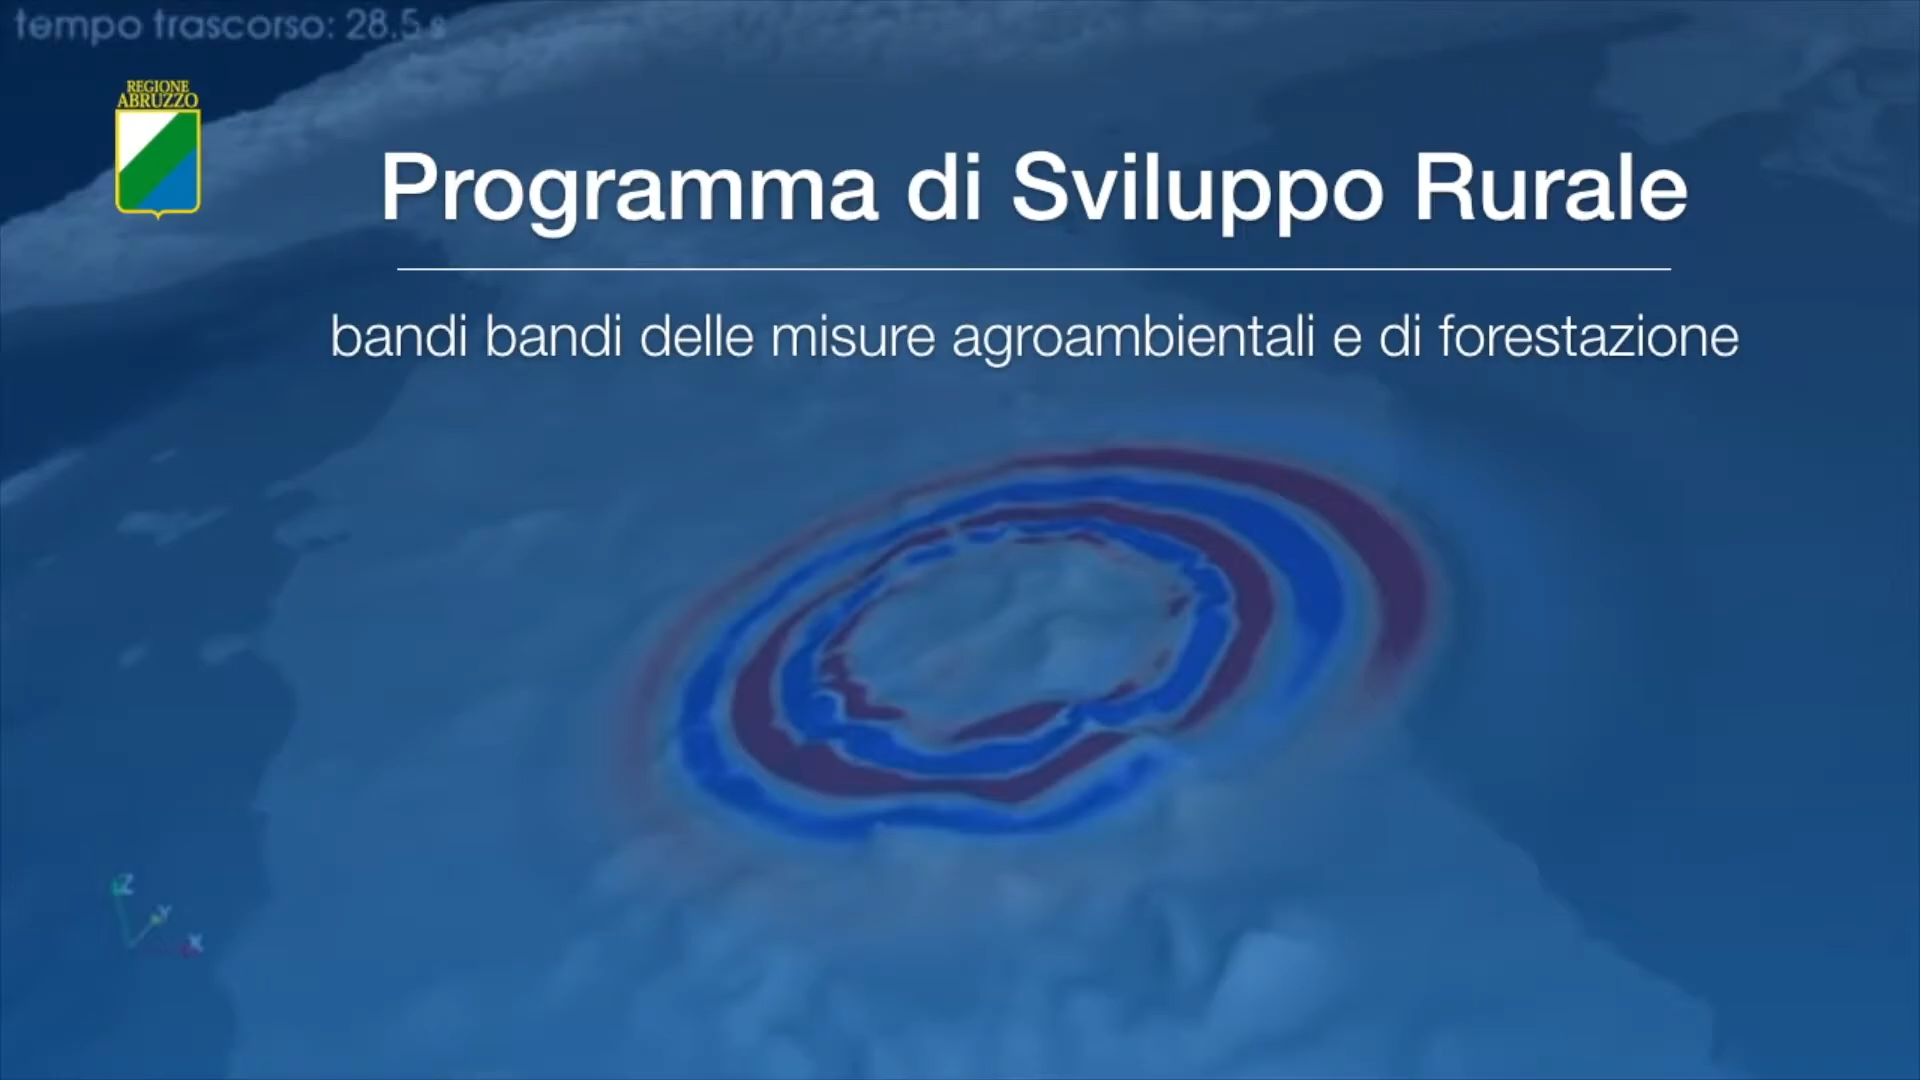 tempo trascorso: 28.5 s
REGIONE
ABRUZZO
Programma di Sviluppo Rurale
bandi bandi delle misure agroambientali e di forestazione
Z
Y
X